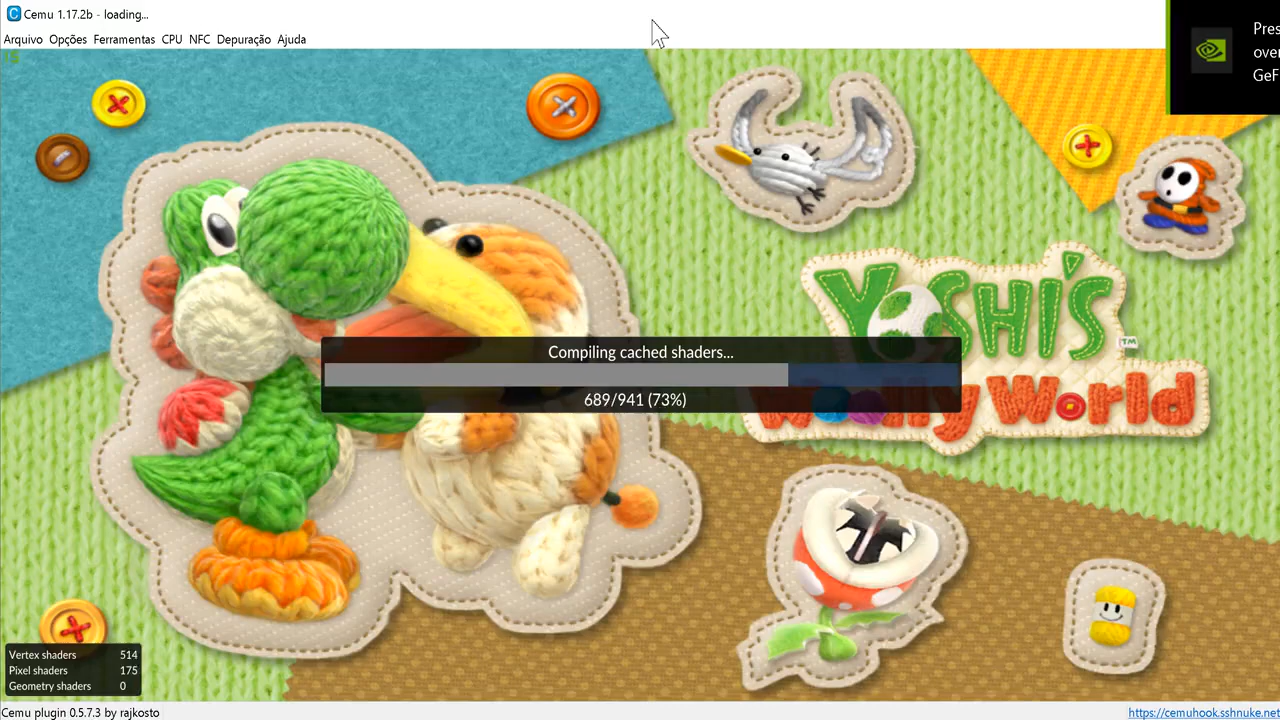 Cemu 1.17.2b - loading...
Arquivo Opções Ferramentas CPU NFC Depuração Ajuda
Pres
over
GeF
YOSHI'S
TM
Woolly World
Compiling cached shaders...
689/941 (73%)
Vertex shaders 514
Pixel shaders 175
Geometry shaders 0
Cemu plugin 0.5.7.3 by rajkosto
https://cemuhook.sshnuke.net